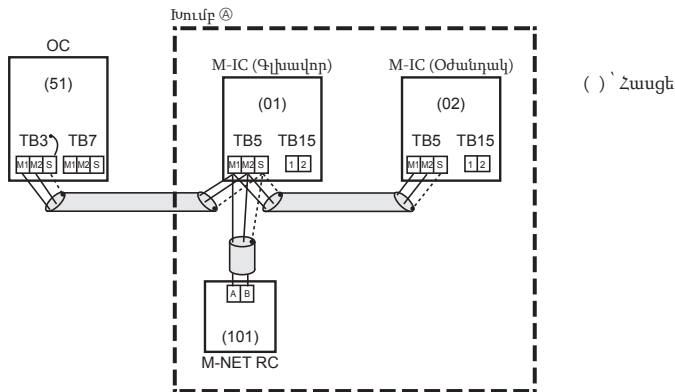 Խումբ Ⓐ
OC
(51)
TB3 TB7
M1 M2 S M1 M2 S
M-IC (Գլխավոր)
(01)
TB5 TB15
M1 M2 S 1 2
M-IC (Օժանդակ)
(02)
TB5 TB15
M1 M2 S 1 2
( )՝ Հասցե
A B
(101)
M-NET RC